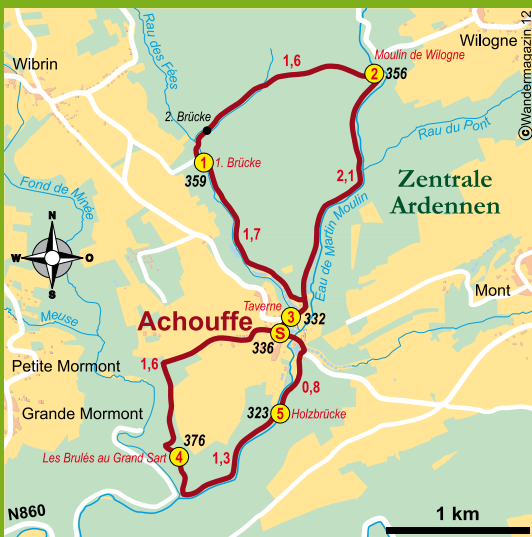 Wibrin
Rau des Fées
1,6
Moulin de Wilogne
Wilogne
2
356
©Wandermagazin 12
2. Brücke
Rau du Pont
1
1. Brücke
359
2,1
Zentrale
Ardennen
Fond de Minée
N
W
O
S
1,7
Eau de Martin Moulin
Mont
Taverne
3
332
Achouffe
S
336
Meuse
Petite Mormont
1,6
0,8
Grande Mormont
323
5
Holzbrücke
376
Les Brulés au Grand Sart
4
1,3
N860
1 km